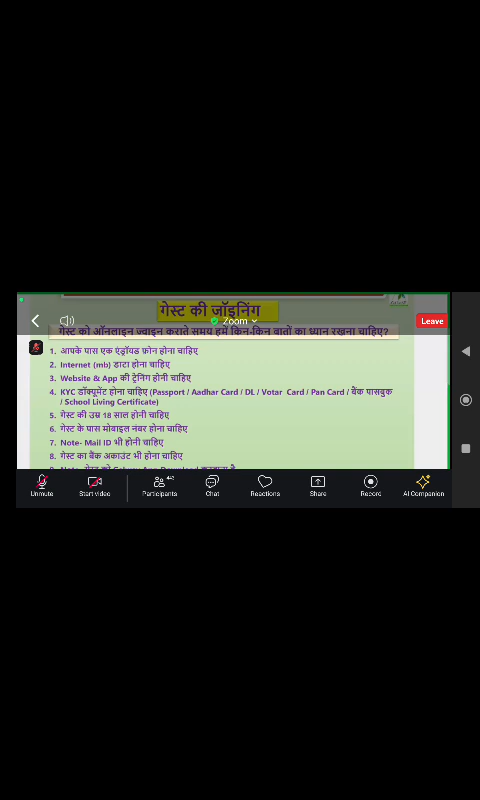 गेस्ट की जॉइनिंग
Zoom
Leave
गेस्ट को ऑनलाइन ज्वाइन कराते समय हमे किन-किन बातों का ध्यान रखना चाहिए?
1. आपके पास एक एंड्रॉयड फ़ोन होना चाहिए
2. Internet (mb) डाटा होना चाहिए
3. Website & App की ट्रेनिंग होनी चाहिए
4. KYC डॉक्यूमेंट होना चाहिए (Passport / Aadhar Card / DL / Votar Card / Pan Card / बैंक पासबुक
/ School Living Certificate)
5. गेस्ट की उम्र 18 साल होनी चाहिए
6. गेस्ट के पास मोबाइल नंबर होना चाहिए
7. Note- Mail ID भी होनी चाहिए
8. गेस्ट का बैंक अकाउंट भी होना चाहिए
Unmute
Start video
Participants
Chat
Reactions
Share
Record
AI Companion